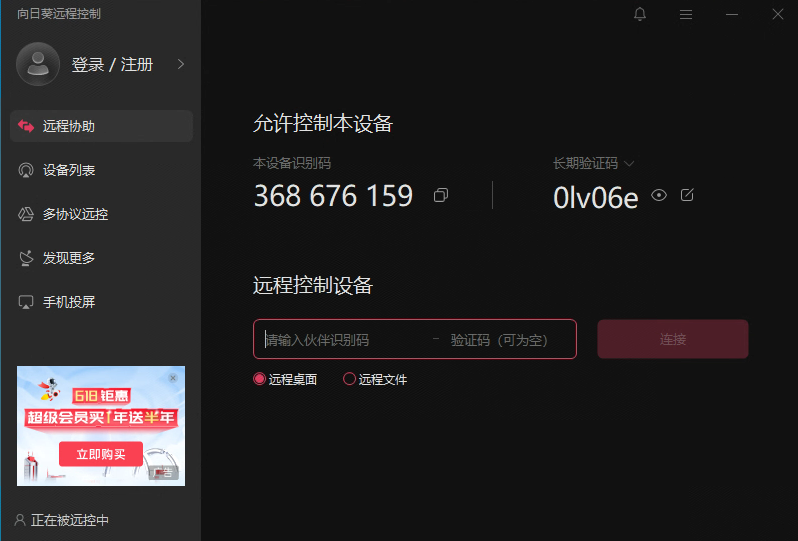 向日葵远程控制
登录 / 注册
远程协助
设备列表
多协议远控
发现更多
手机投屏
618 钜惠
超级会员买1年送半年
立即购买
广告
正在被远控中
允许控制本设备
本设备识别码
长期验证码
368 676 159
0lv06e
远程控制设备
请输入伙伴识别码 - 验证码（可为空）
连接
远程桌面 远程文件